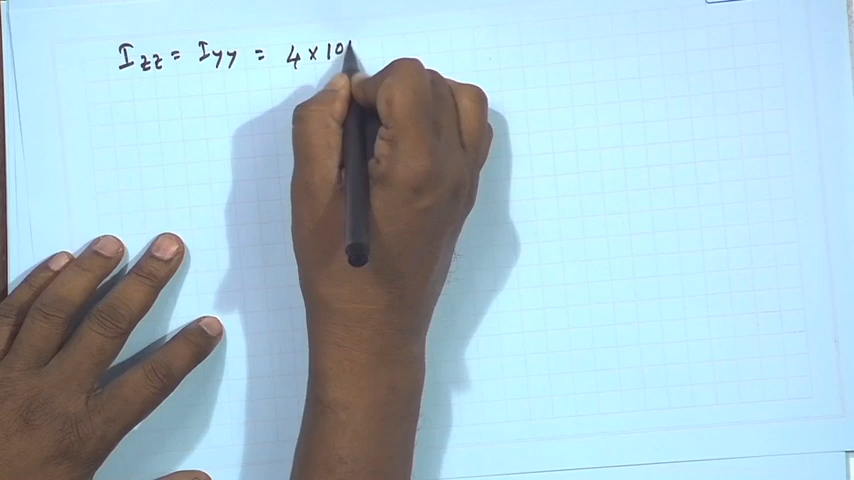 Izz = Iyy = 4 × 10